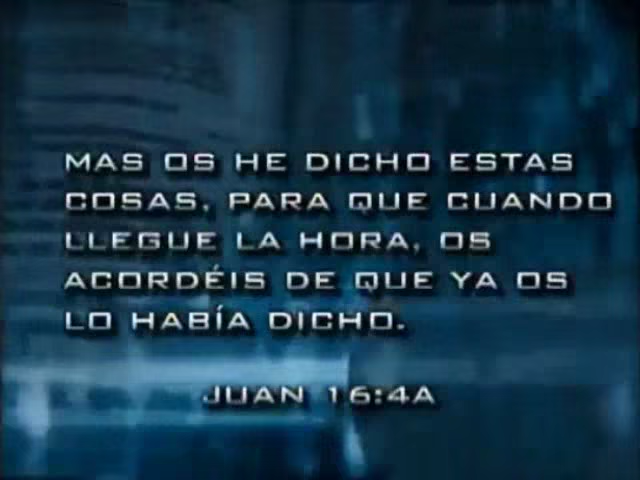 MAS OS HE DICHO ESTAS
COSAS, PARA QUE CUANDO
LLEGUE LA HORA, OS
ACORDÉIS DE QUE YA OS
LO HABÍA DICHO.
JUAN 16:4A